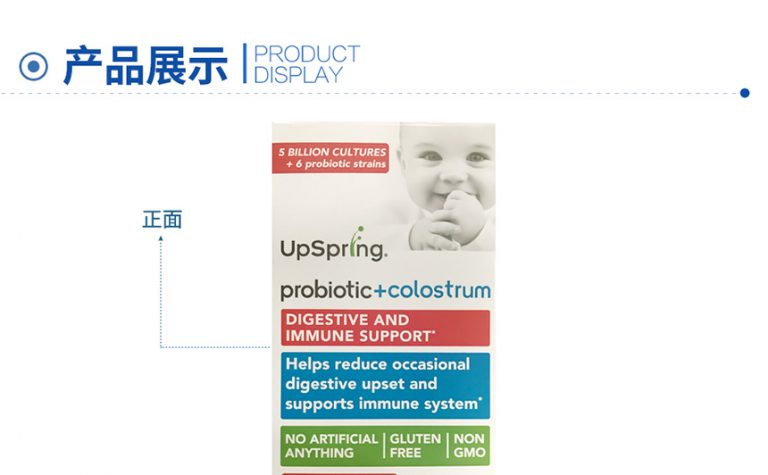 产品展示
PRODUCT
DISPLAY
5 BILLION CULTURES
+ 6 probiotic strains
正面
UpSpring®
probiotic+colostrum
DIGESTIVE AND
IMMUNE SUPPORT*
Helps reduce occasional
digestive upset and
supports immune system*
NO ARTIFICIAL
ANYTHING
GLUTEN
FREE
NON
GMO